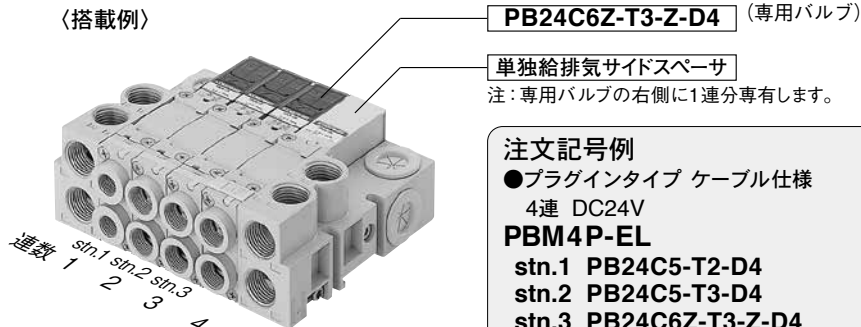 〈搭載例〉
PB24C6Z-T3-Z-D4 (専用バルブ)
単独給排気サイドスペーサ
注：専用バルブの右側に1連分専有します。
注文記号例
●プラグインタイプ ケーブル仕様
4連 DC24V
PBM4P-EL
stn.1 PB24C5-T2-D4
stn.2 PB24C5-T3-D4
stn.3 PB24C6Z-T3-Z-D4
stn.1 stn.2 stn.3
連数 1 2 3 4